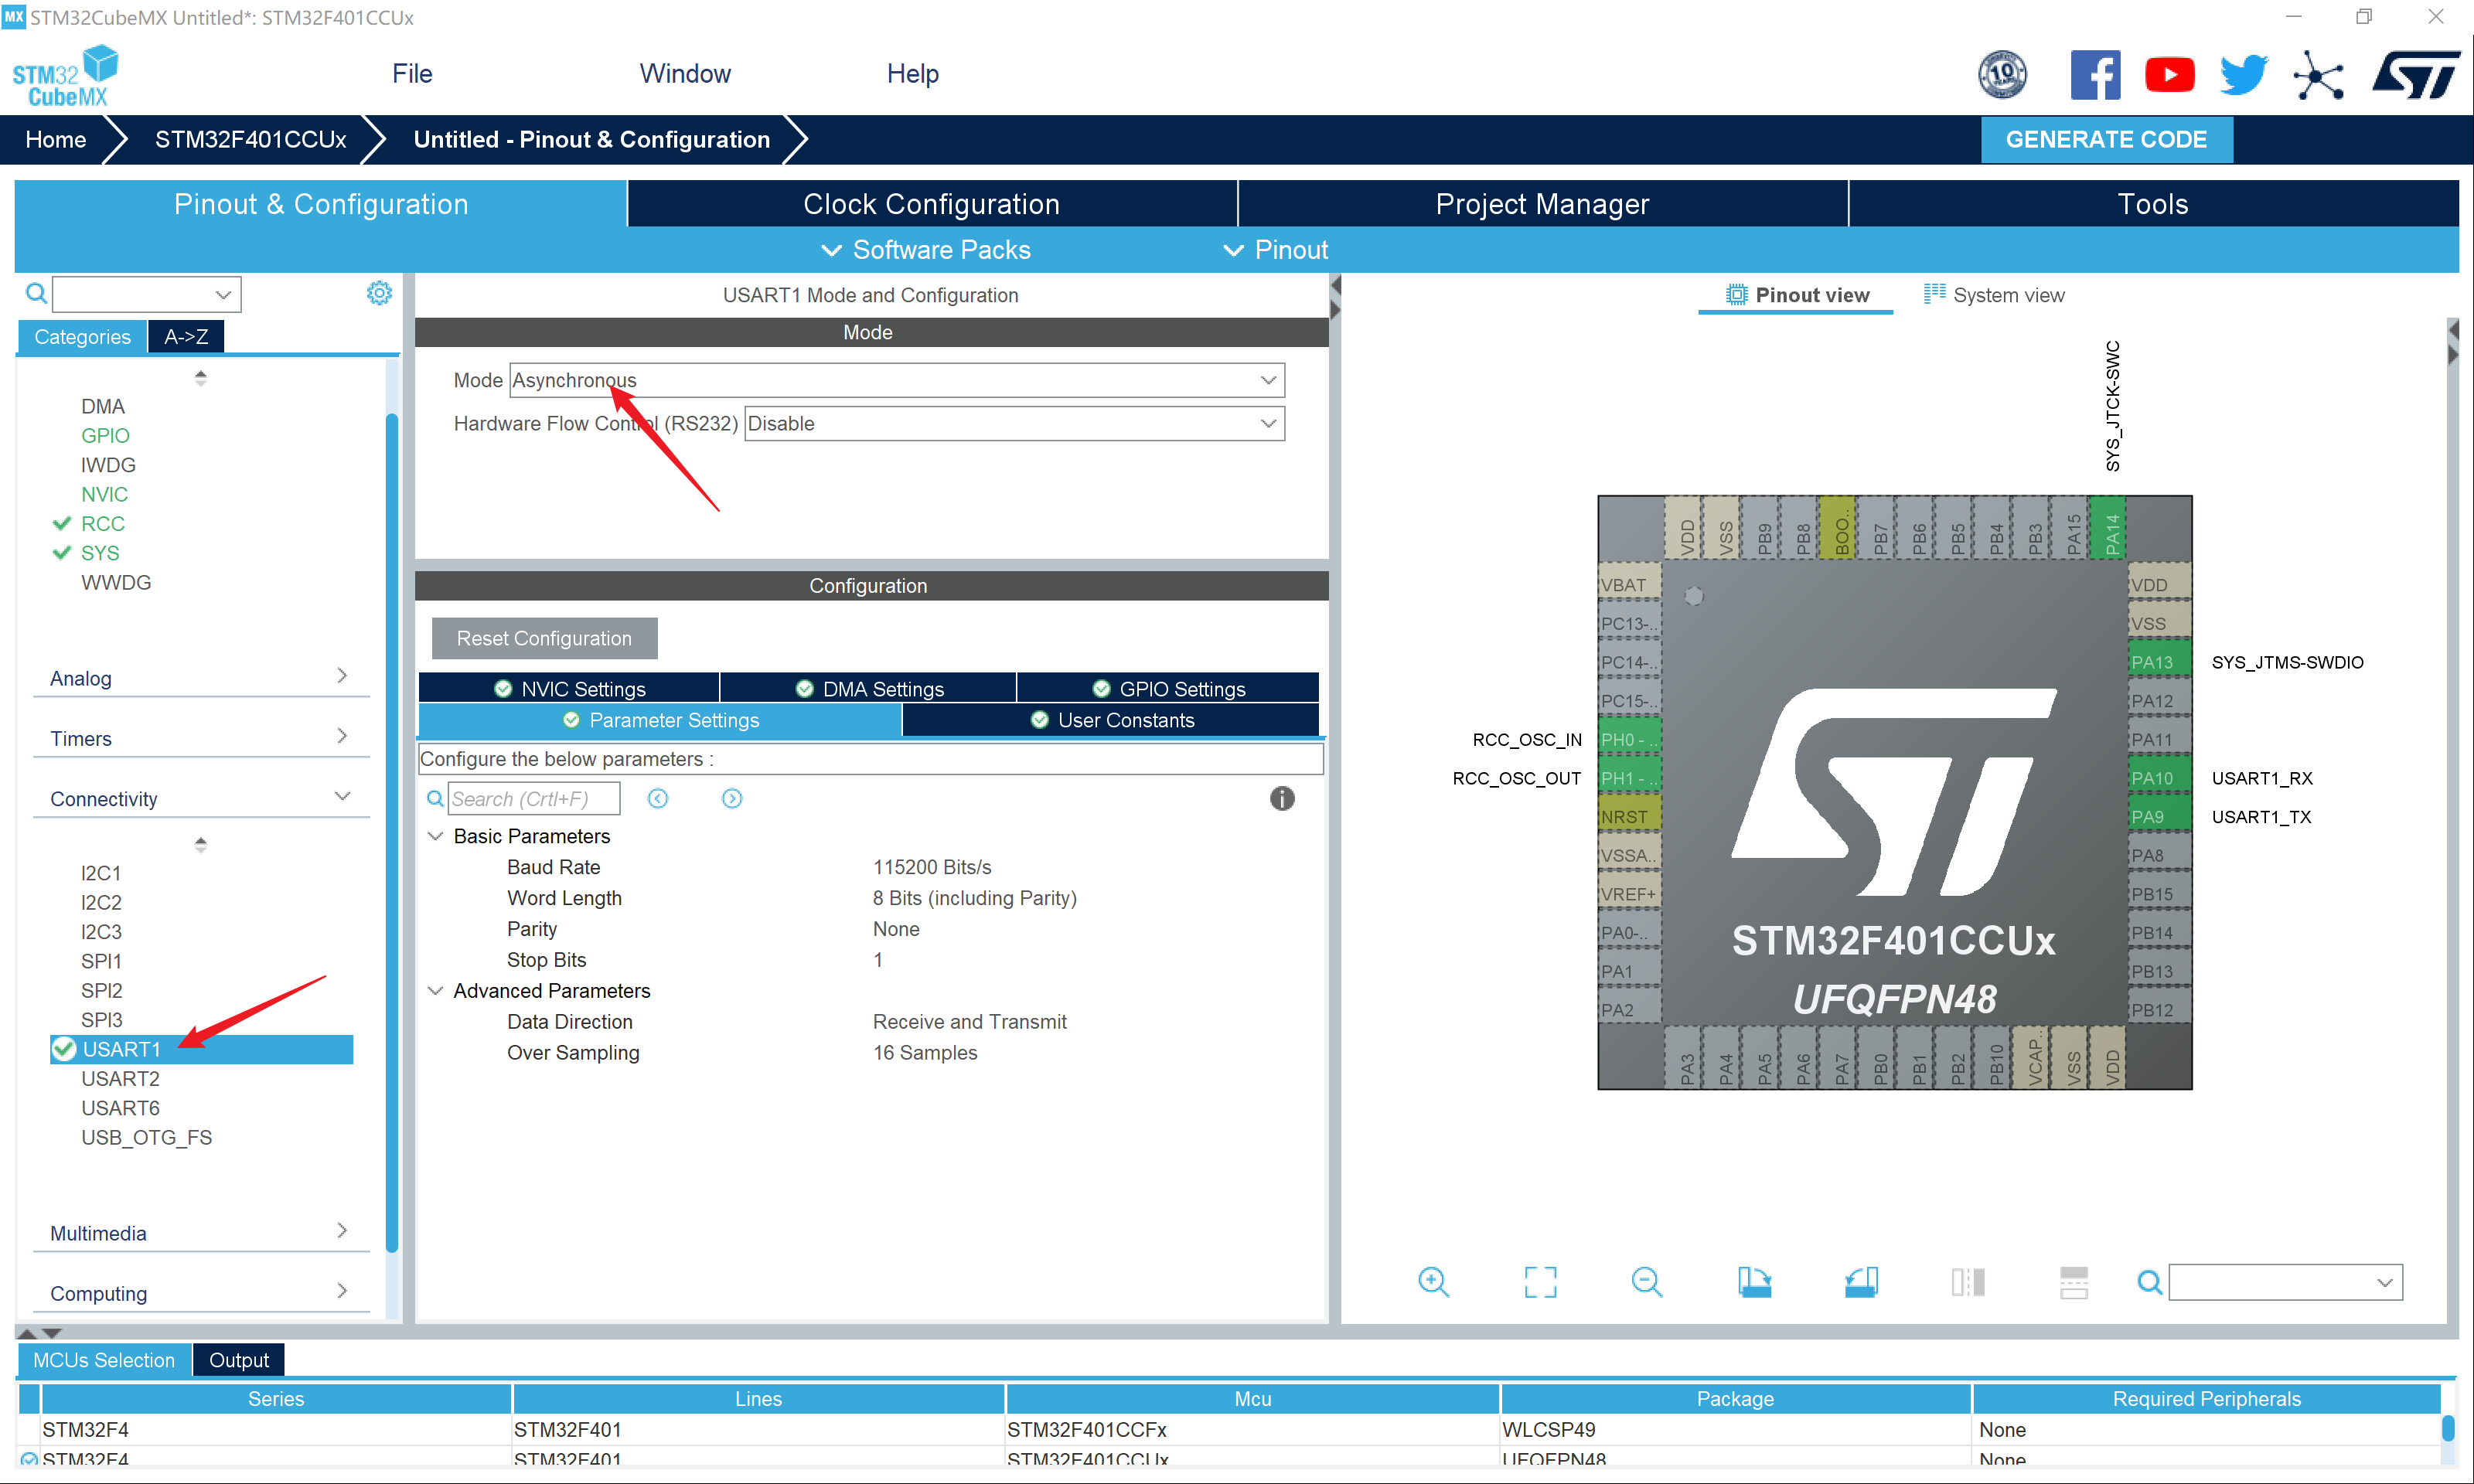 MX STM32CubeMX Untitled*: STM32F401CCUx
STM32
CubeMX
File
Window
Help
10
Home
STM32F401CCUx
Untitled - Pinout & Configuration
GENERATE CODE
Pinout & Configuration
Clock Configuration
Project Manager
Tools
Software Packs
Pinout
Categories
A->Z
DMA
GPIO
IWDG
NVIC
RCC
SYS
WWDG
Analog
Timers
Connectivity
I2C1
I2C2
I2C3
SPI1
SPI2
SPI3
USART1
USART2
USART6
USB_OTG_FS
Multimedia
Computing
USART1 Mode and Configuration
Mode
Mode Asynchronous
Hardware Flow Control (RS232) Disable
Configuration
Reset Configuration
NVIC Settings
DMA Settings
GPIO Settings
Parameter Settings
User Constants
Configure the below parameters :
Search (Crtl+F)
Basic Parameters
Baud Rate 115200 Bits/s
Word Length 8 Bits (including Parity)
Parity None
Stop Bits 1
Advanced Parameters
Data Direction Receive and Transmit
Over Sampling 16 Samples
Pinout view
System view
SYS_JTCK-SWC
VDD
VSS
PB9
PB8
BOO..
PB7
PB6
PB5
PB4
PB3
PA15
PA14
VBAT
PC13-..
PC14-..
PC15-..
RCC_OSC_IN PH0 - ..
RCC_OSC_OUT PH1 - ..
NRST
VSSA..
VREF+
PA0-..
PA1
PA2
VDD
VSS
PA13 SYS_JTMS-SWDIO
PA12
PA11
PA10 USART1_RX
PA9 USART1_TX
PA8
PB15
PB14
PB13
PB12
ST
STM32F401CCUx
UFQFPN48
PA3
PA4
PA5
PA6
PA7
PB0
PB1
PB2
PB10
VCAP..
VSS
VDD
MCUs Selection
Output
Series Lines Mcu Package Required Peripherals
STM32F4 STM32F401 STM32F401CCFx WLCSP49 None
STM32F4 STM32F401 STM32F401CCUx UFQFPN48 None